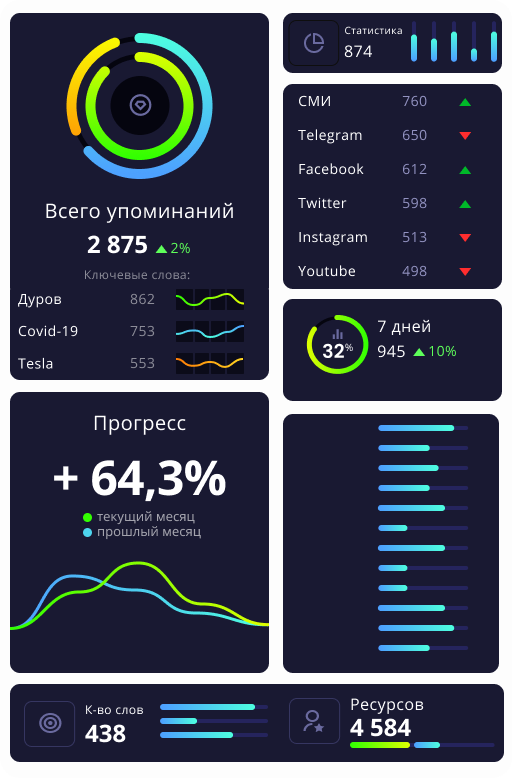 Всего упоминаний
2 875 2%
Ключевые слова:
Дуров 862
Covid-19 753
Tesla 553
Статистика
874
СМИ 760
Telegram 650
Facebook 612
Twitter 598
Instagram 513
Youtube 498
32%
7 дней
945 10%
Прогресс
+ 64,3%
текущий месяц
прошлый месяц
К-во слов
438
Ресурсов
4 584